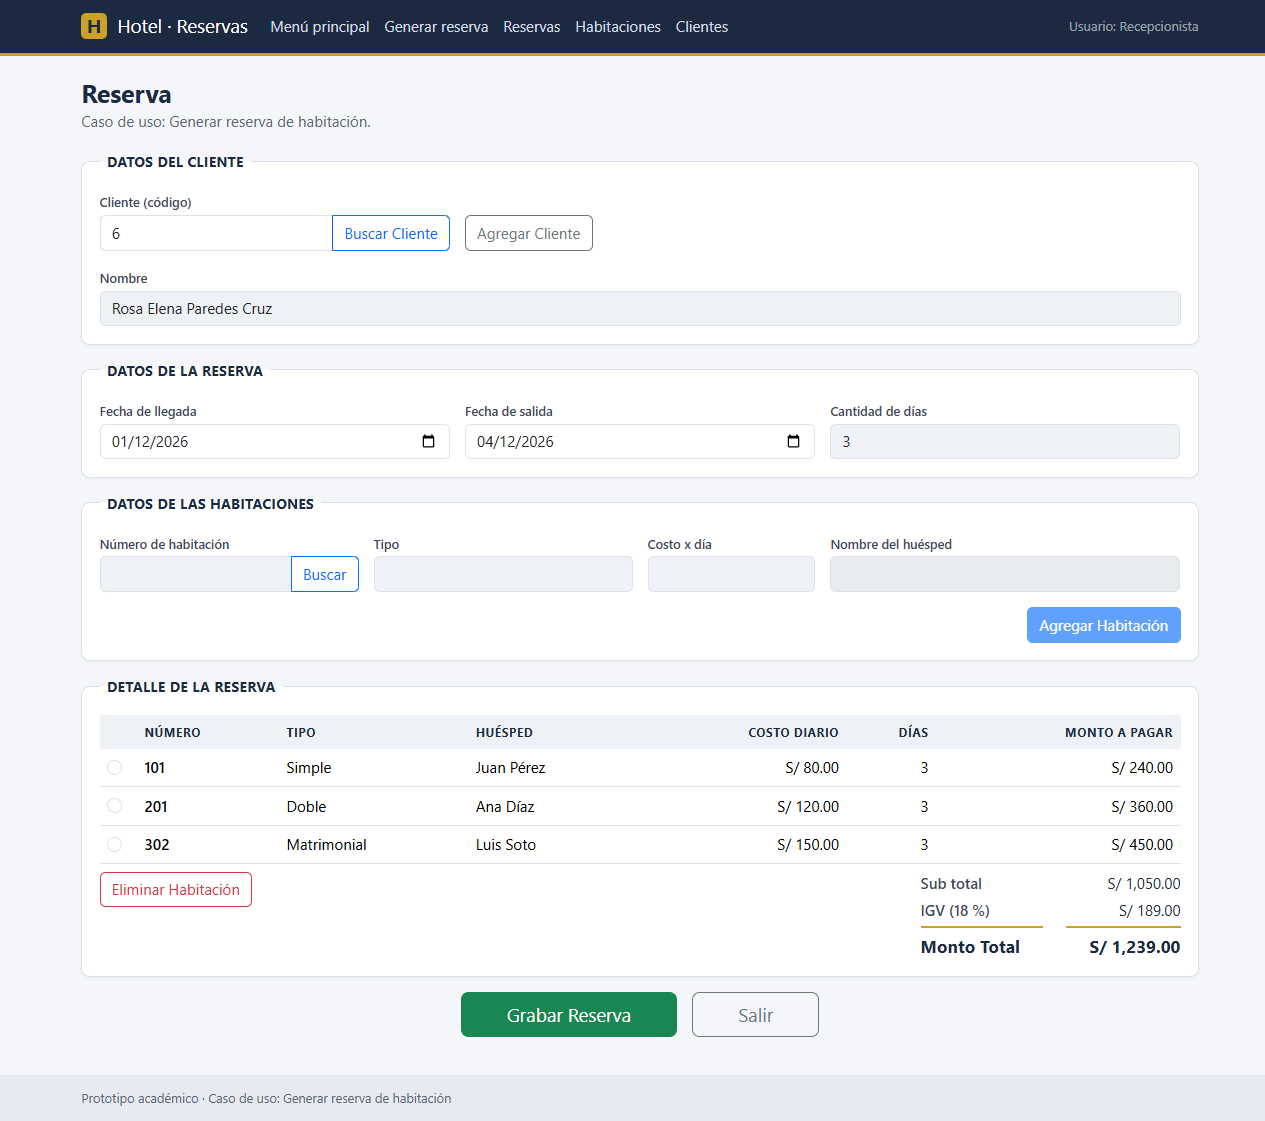 H Hotel · Reservas Menú principal Generar reserva Reservas Habitaciones Clientes Usuario: Recepcionista
Reserva
Caso de uso: Generar reserva de habitación.
DATOS DEL CLIENTE
Cliente (código)
6 Buscar Cliente Agregar Cliente
Nombre
Rosa Elena Paredes Cruz
DATOS DE LA RESERVA
Fecha de llegada Fecha de salida Cantidad de días
01/12/2026 04/12/2026 3
DATOS DE LAS HABITACIONES
Número de habitación Tipo Costo x día Nombre del huésped
Buscar
Agregar Habitación
DETALLE DE LA RESERVA
NÚMERO TIPO HUÉSPED COSTO DIARIO DÍAS MONTO A PAGAR
101 Simple Juan Pérez S/ 80.00 3 S/ 240.00
201 Doble Ana Díaz S/ 120.00 3 S/ 360.00
302 Matrimonial Luis Soto S/ 150.00 3 S/ 450.00
Eliminar Habitación Sub total S/ 1,050.00
IGV (18 %) S/ 189.00
Monto Total S/ 1,239.00
Grabar Reserva Salir
Prototipo académico · Caso de uso: Generar reserva de habitación